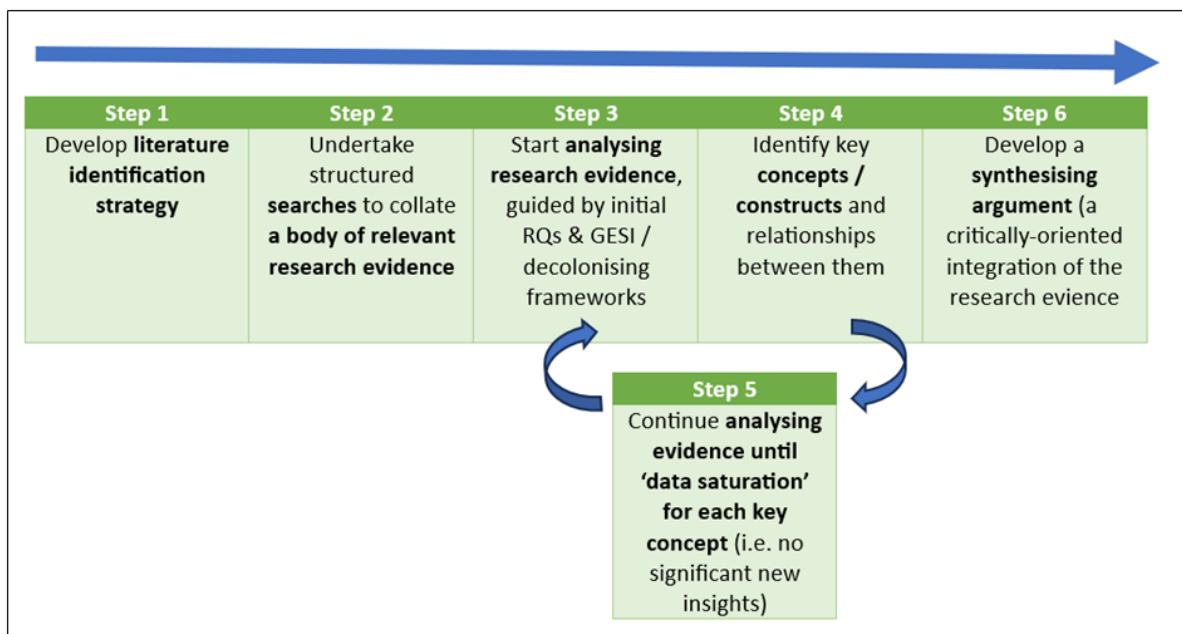 Step 1
Develop literature
identification
strategy
Step 2
Undertake
structured
searches to collate
a body of relevant
research evidence
Step 3
Start analysing
research evidence,
guided by initial
RQs & GESI /
decolonising
frameworks
Step 4
Identify key
concepts /
constructs and
relationships
between them
Step 6
Develop a
synthesising
argument (a
critically-oriented
integration of the
research evience
Step 5
Continue analysing
evidence until
‘data saturation’
for each key
concept (i.e. no
significant new
insights)